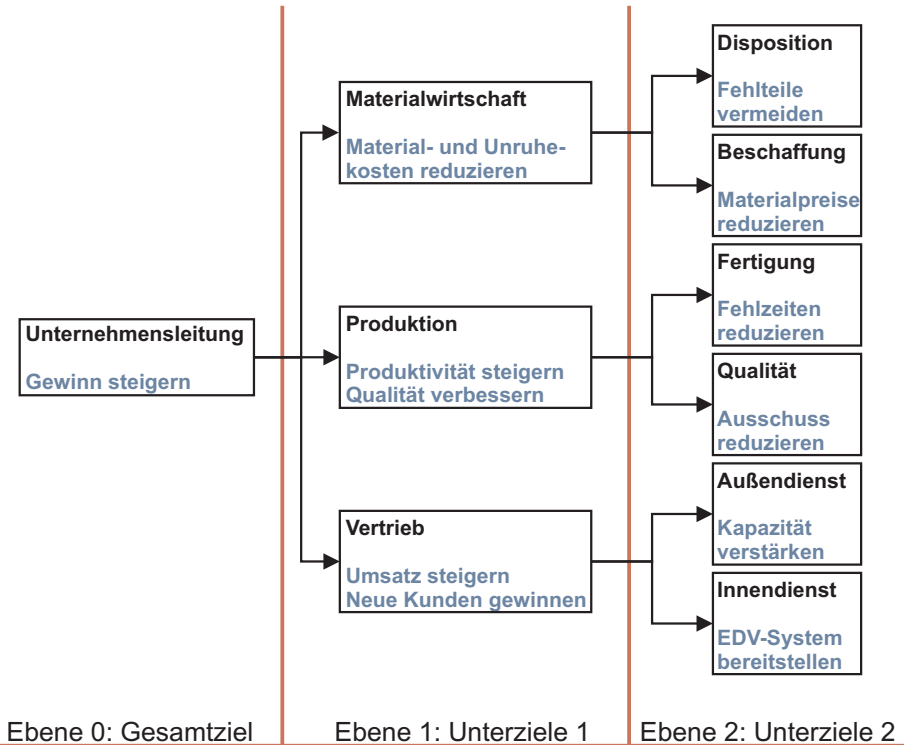 Unternehmensleitung
Gewinn steigern
Materialwirtschaft
Material- und Unruhe-
kosten reduzieren
Produktion
Produktivität steigern
Qualität verbessern
Vertrieb
Umsatz steigern
Neue Kunden gewinnen
Disposition
Fehlteile
vermeiden
Beschaffung
Materialpreise
reduzieren
Fertigung
Fehlzeiten
reduzieren
Qualität
Ausschuss
reduzieren
Außendienst
Kapazität
verstärken
Innendienst
EDV-System
bereitstellen
Ebene 0: Gesamtziel
Ebene 1: Unterziele 1
Ebene 2: Unterziele 2